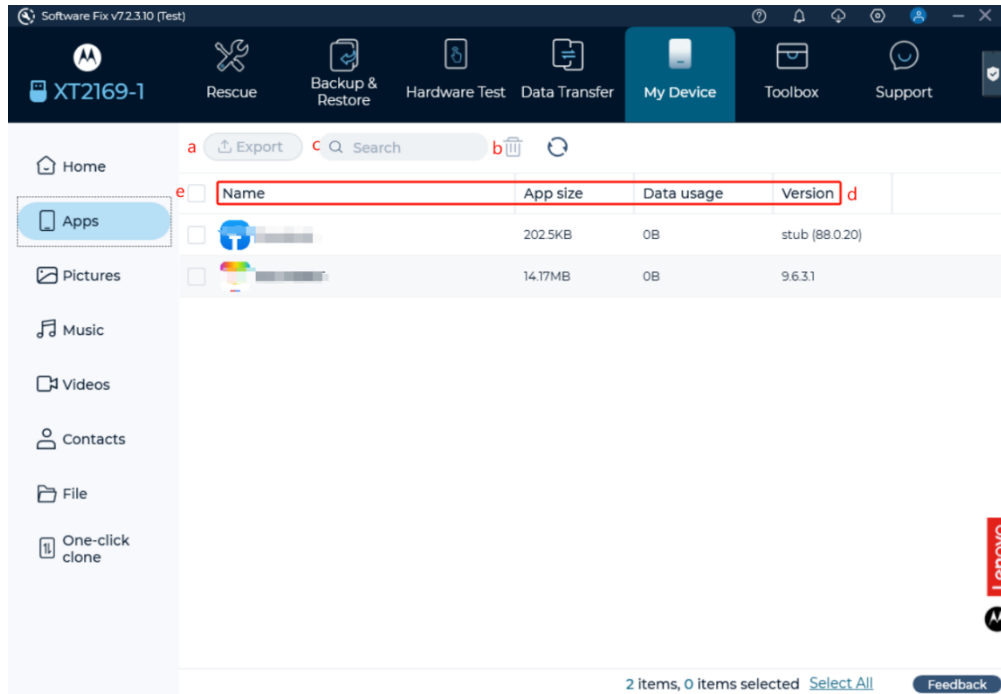 Software Fix v7.2.3.10 (Test)
XT2169-1
Rescue
Backup &
Restore
Hardware Test
Data Transfer
My Device
Toolbox
Support
Home
Apps
Pictures
Music
Videos
Contacts
File
One-click
clone
a Export c Search b
e Name App size Data usage Version d
202.5KB 0B stub (88.0.20)
14.17MB 0B 9.6.3.1
2 items, 0 items selected Select All Feedback